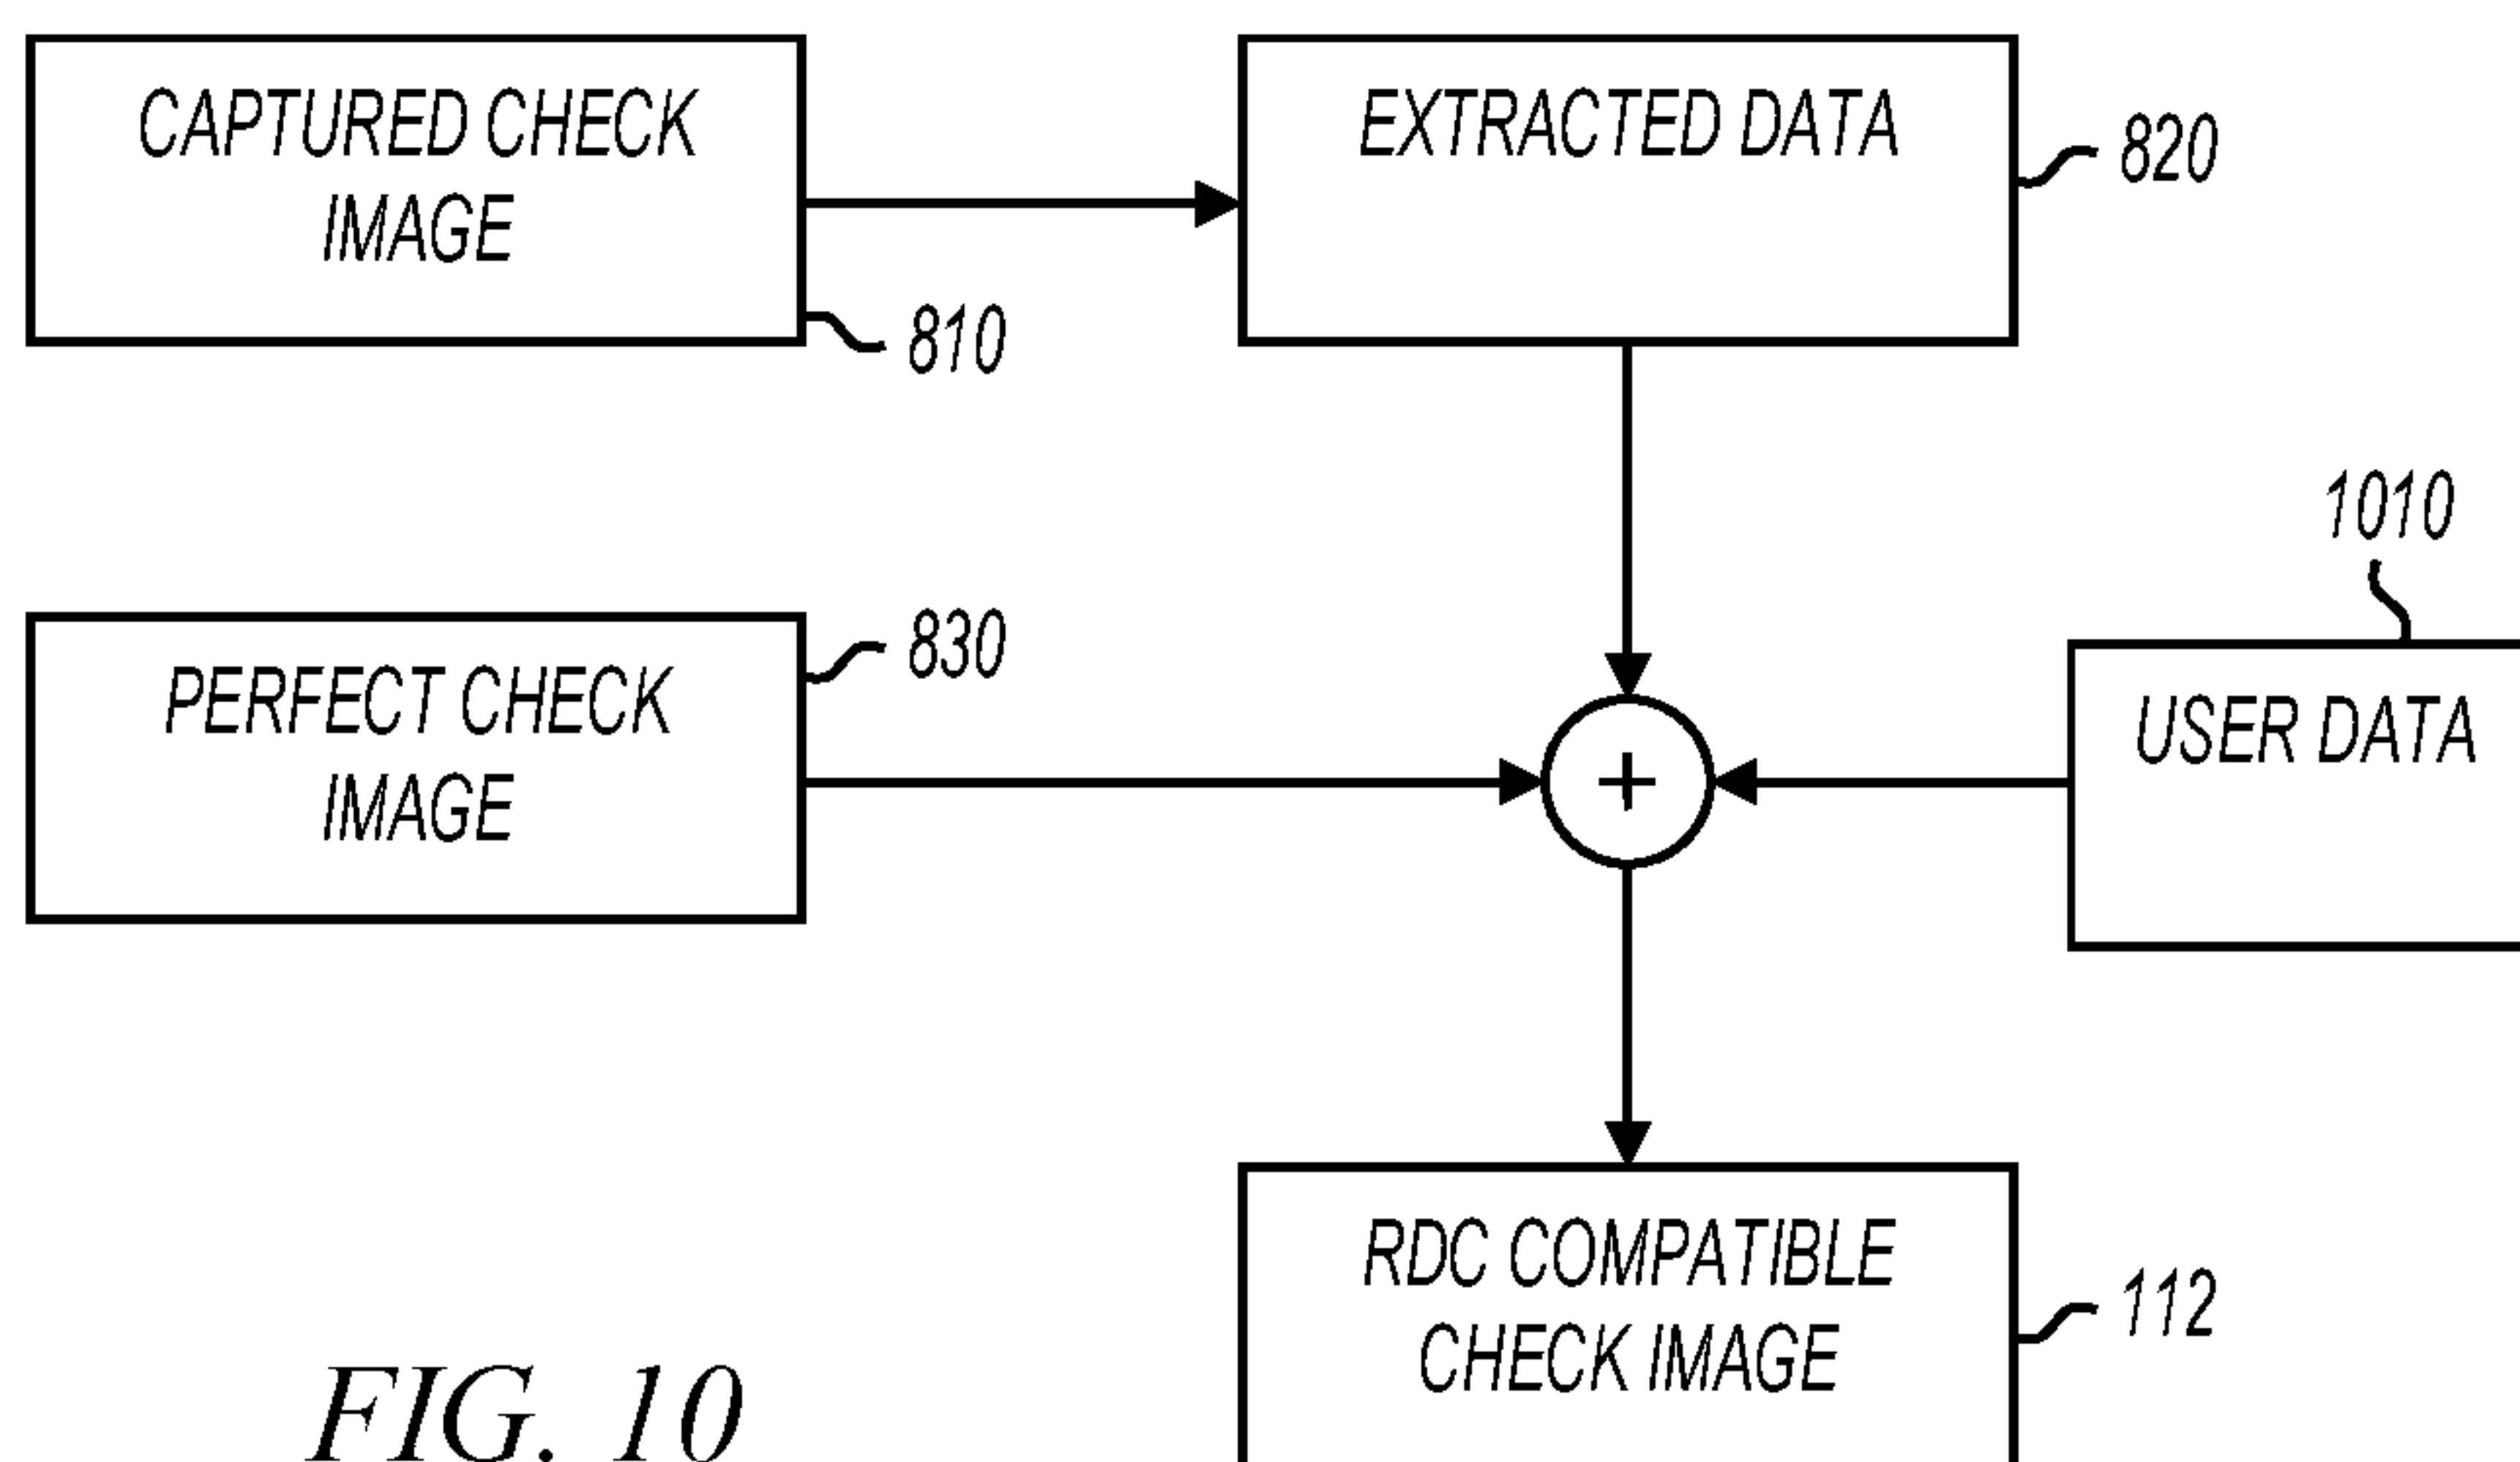 CAPTURED CHECK
IMAGE
810
EXTRACTED DATA
820
1010
PERFECT CHECK
IMAGE
830
+
USER DATA
RDC COMPATIBLE
CHECK IMAGE
112
FIG. 10